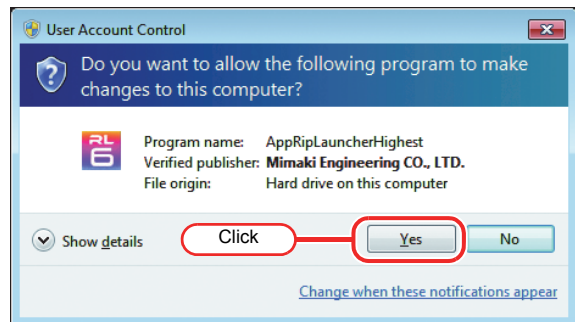 User Account Control
Do you want to allow the following program to make
changes to this computer?
RL
6
Program name: AppRipLauncherHighest
Verified publisher: Mimaki Engineering CO., LTD.
File origin: Hard drive on this computer
Show details
Click
Yes
No
Change when these notifications appear